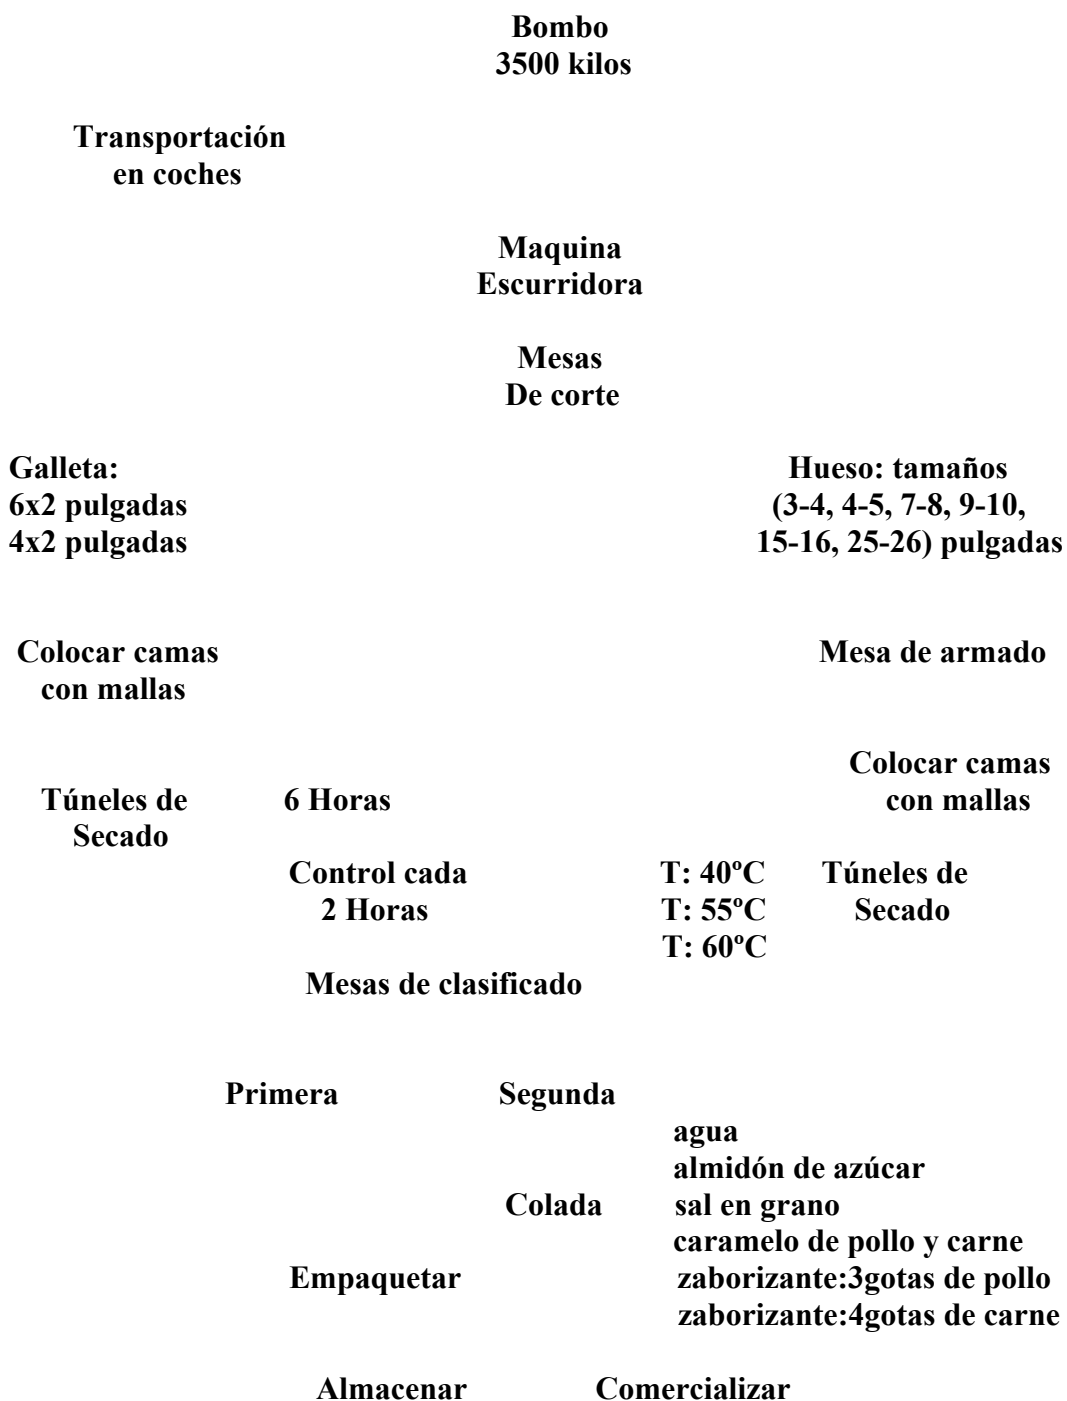 Bombo
3500 kilos
Transportación
en coches
Maquina
Escurridora
Mesas
De corte
Galleta:
6x2 pulgadas
4x2 pulgadas
Hueso: tamaños
(3-4, 4-5, 7-8, 9-10,
15-16, 25-26) pulgadas
Colocar camas
con mallas
Mesa de armado
Colocar camas
con mallas
Túneles de
Secado
6 Horas
Control cada
2 Horas
T: 40ºC
T: 55ºC
T: 60ºC
Túneles de
Secado
Mesas de clasificado
Primera
Segunda
Colada
agua
almidón de azúcar
sal en grano
caramelo de pollo y carne
zaborizante:3gotas de pollo
zaborizante:4gotas de carne
Empaquetar
Almacenar
Comercializar